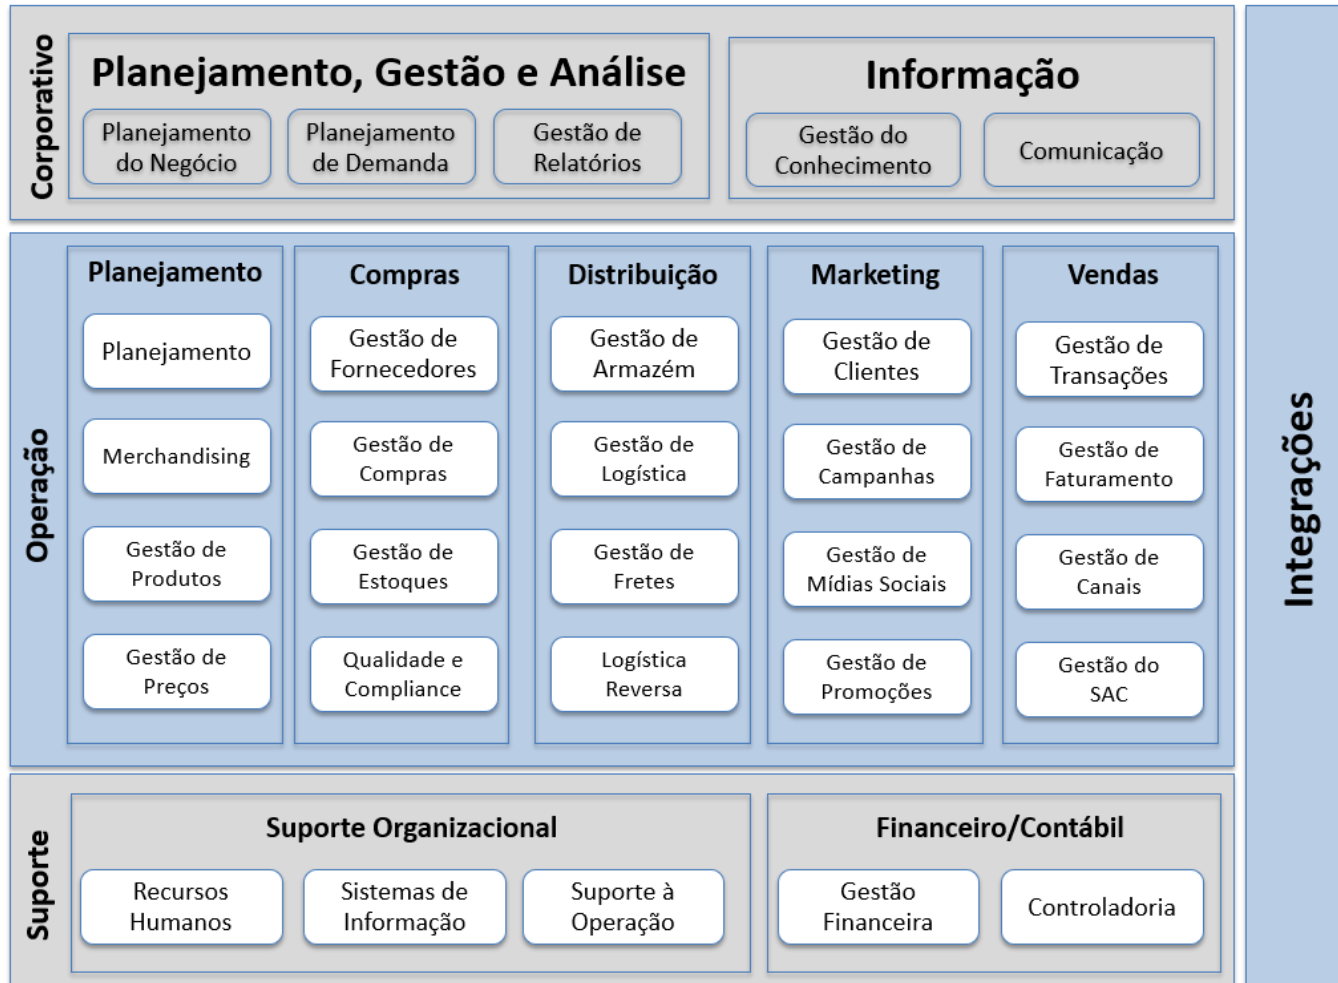 Corporativo
Planejamento, Gestão e Análise
Planejamento
do Negócio
Planejamento
de Demanda
Gestão de
Relatórios
Informação
Gestão do
Conhecimento
Comunicação
Operação
Planejamento
Planejamento
Merchandising
Gestão de
Produtos
Gestão de
Preços
Compras
Gestão de
Fornecedores
Gestão de
Compras
Gestão de
Estoques
Qualidade e
Compliance
Distribuição
Gestão de
Armazém
Gestão de
Logística
Gestão de
Fretes
Logística
Reversa
Marketing
Gestão de
Clientes
Gestão de
Campanhas
Gestão de
Mídias Sociais
Gestão de
Promoções
Vendas
Gestão de
Transações
Gestão de
Faturamento
Gestão de
Canais
Gestão do
SAC
Suporte
Suporte Organizacional
Recursos
Humanos
Sistemas de
Informação
Suporte à
Operação
Financeiro/Contábil
Gestão
Financeira
Controladoria
Integrações